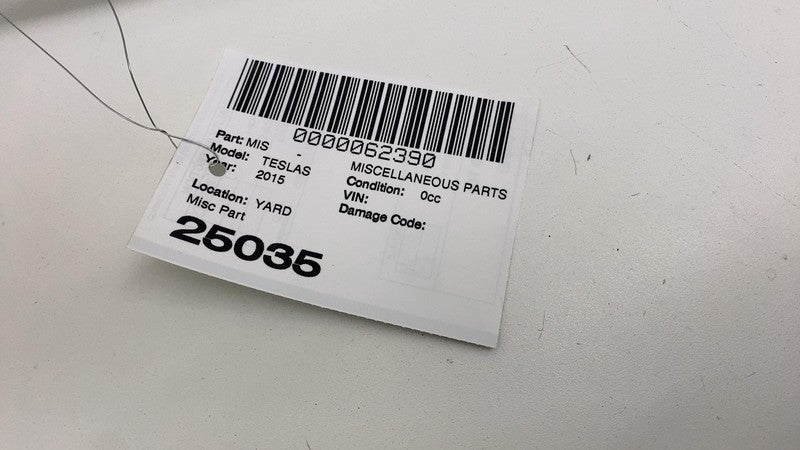 0000062390
Part: MIS - MISCELLANEOUS PARTS
Model: TESLAS Condition: 0cc
Year: 2015 VIN:
Location: YARD Damage Code:
Misc Part
25035